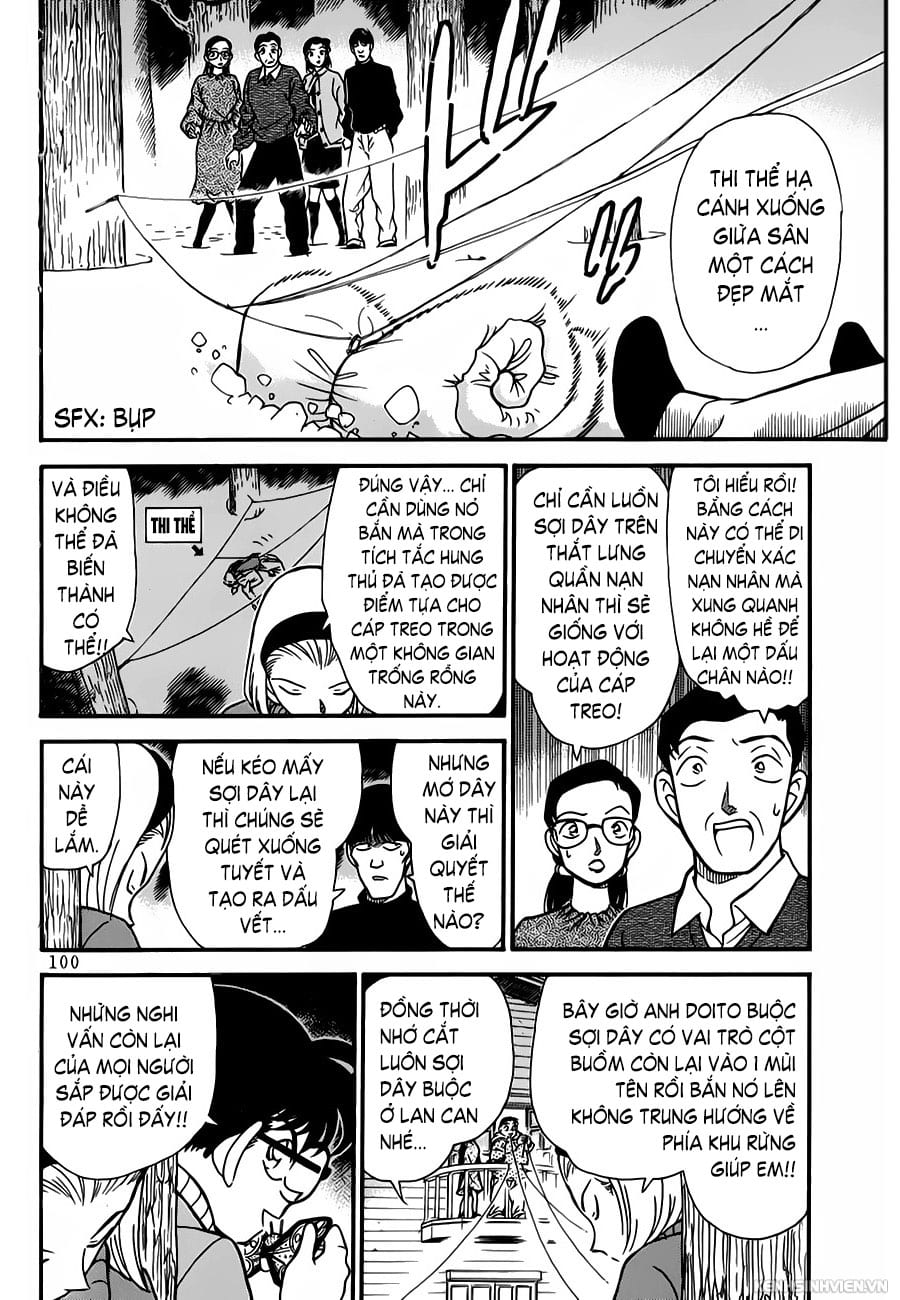 THI THỂ HẠ
CÁNH XUỐNG
GIỮA SÂN
MỘT CÁCH
ĐẸP MẮT
...
SFX: BỤP
TÔI HIỂU RỒI!
BẰNG CÁCH
NÀY CÓ THỂ DI
CHUYỂN XÁC
NẠN NHÂN MÀ
XUNG QUANH
KHÔNG HỀ ĐỂ
LẠI MỘT DẤU
CHÂN NÀO!!
CHỈ CẦN LUỒN
SỢI DÂY TRÊN
THẮT LƯNG
QUẦN NẠN
NHÂN THÌ SẼ
GIỐNG VỚI
HOẠT ĐỘNG
CỦA CÁP
TREO!
ĐÚNG VẬY... CHỈ
CẦN DÙNG NỎ
BẮN MÀ TRONG
TÍCH TẮC HUNG
THỦ ĐÃ TẠO ĐƯỢC
ĐIỂM TỰA CHO
CÁP TREO TRONG
MỘT KHÔNG GIAN
TRỐNG RỖNG
NÀY.
THI THỂ
VÀ ĐIỀU
KHÔNG
THỂ ĐÃ
BIẾN
THÀNH
CÓ
THỂ!!
NHƯNG
MỚ DÂY
NÀY THÌ
GIẢI
QUYẾT
THẾ
NÀO?
NẾU KÉO MẤY
SỢI DÂY LẠI
THÌ CHÚNG SẼ
QUÉT XUỐNG
TUYẾT VÀ
TẠO RA DẤU
VẾT...
CÁI
NÀY
DỄ
LẮM.
100
BÂY GIỜ ANH DOITO BUỘC
SỢI DÂY CÓ VAI TRÒ CỘT
BUỒM CÒN LẠI VÀO 1 MŨI
TÊN RỒI BẮN NÓ LÊN
KHÔNG TRUNG HƯỚNG VỀ
PHÍA KHU RỪNG
GIÚP EM!!
ĐỒNG THỜI
NHỚ CẮT
LUÔN SỢI
DÂY BUỘC
Ở LAN CAN
NHÉ...
NHỮNG NGHI
VẤN CÒN LẠI
CỦA MỌI NGƯỜI
SẮP ĐƯỢC GIẢI
ĐÁP RỒI ĐẤY!!
KENHSINHVIEN.VN